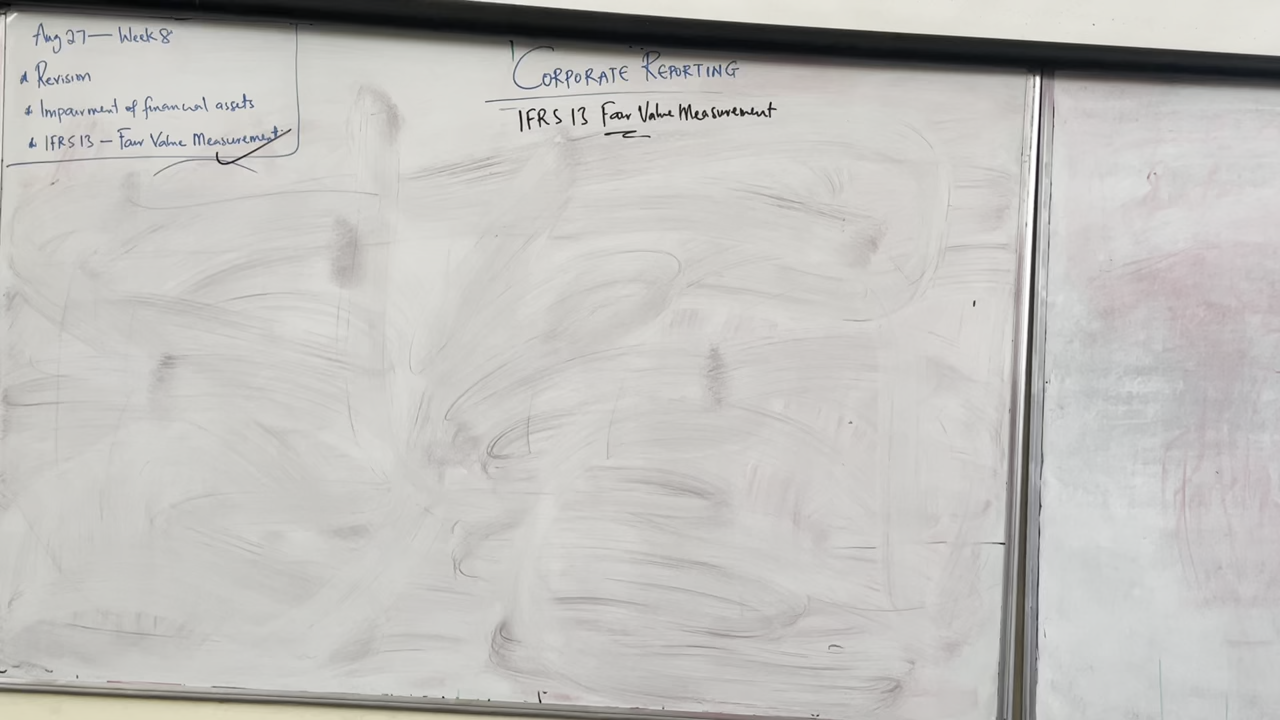 Aug 27 — Week 8
* Revision
* Impairment of financial assets
* IFRS 13 — Fair Value Measurement
CORPORATE REPORTING
IFRS 13 Fair Value Measurement